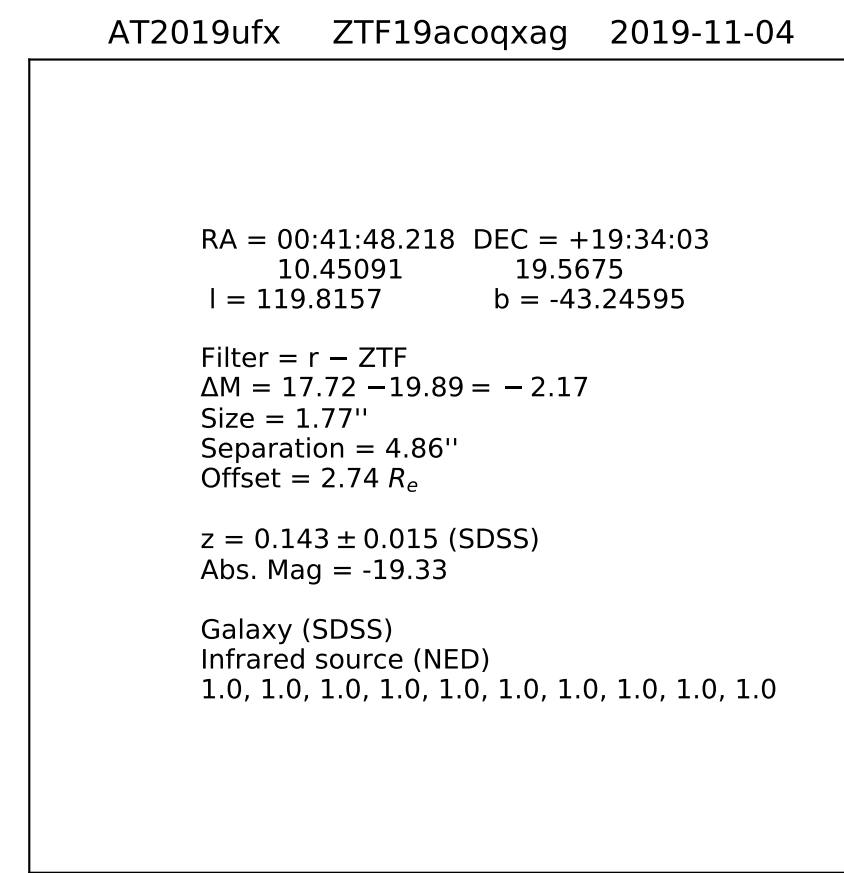 AT2019ufx ZTF19acoqxag 2019-11-04
RA = 00:41:48.218 DEC = +19:34:03
10.45091 19.5675
l = 119.8157 b = -43.24595
Filter = r − ZTF
ΔM = 17.72 −19.89 = − 2.17
Size = 1.77''
Separation = 4.86''
Offset = 2.74 Re
z = 0.143 ± 0.015 (SDSS)
Abs. Mag = -19.33
Galaxy (SDSS)
Infrared source (NED)
1.0, 1.0, 1.0, 1.0, 1.0, 1.0, 1.0, 1.0, 1.0, 1.0